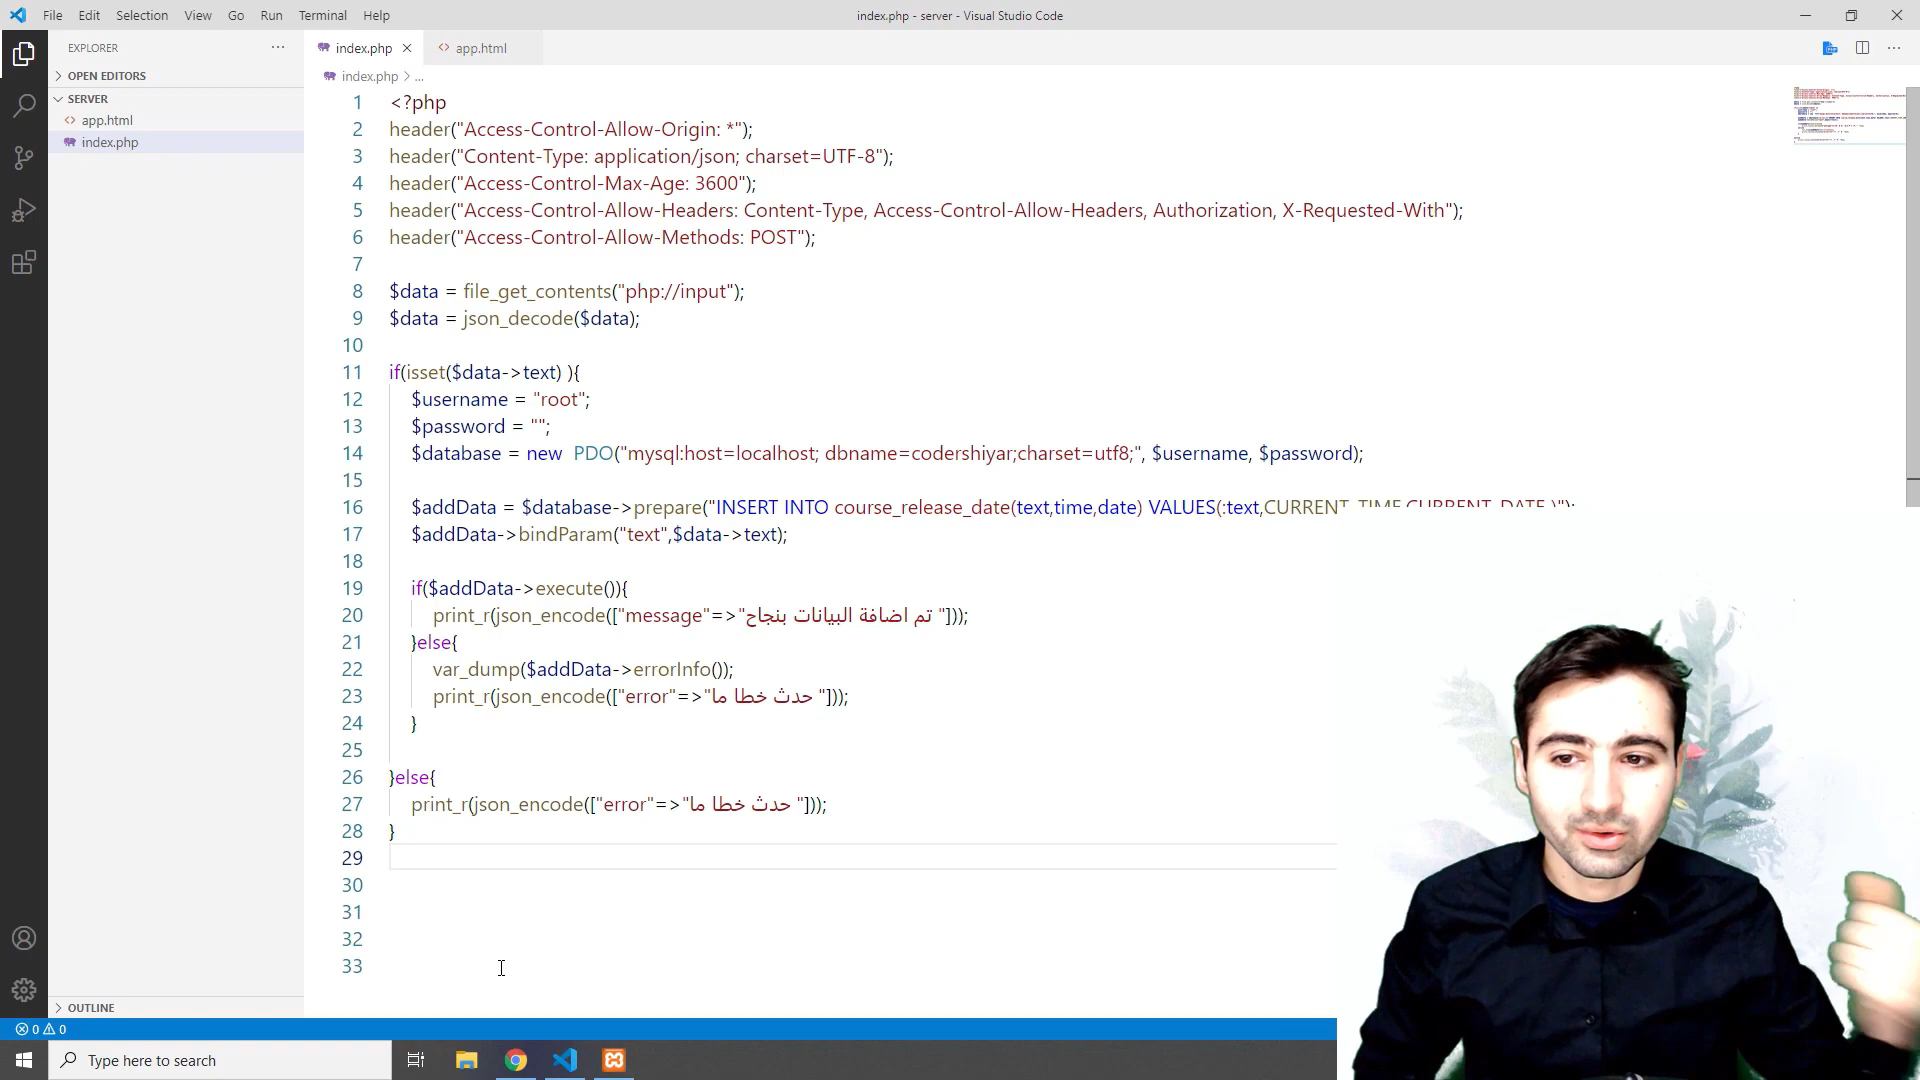 File Edit Selection View Go Run Terminal Help
index.php - server - Visual Studio Code
EXPLORER
OPEN EDITORS
SERVER
app.html
index.php
OUTLINE
index.php
app.html
index.php > ...
1 <?php
2 header("Access-Control-Allow-Origin: *");
3 header("Content-Type: application/json; charset=UTF-8");
4 header("Access-Control-Max-Age: 3600");
5 header("Access-Control-Allow-Headers: Content-Type, Access-Control-Allow-Headers, Authorization, X-Requested-With");
6 header("Access-Control-Allow-Methods: POST");
7
8 $data = file_get_contents("php://input");
9 $data = json_decode($data);
10
11 if(isset($data->text) ){
12 $username = "root";
13 $password = "";
14 $database = new  PDO("mysql:host=localhost; dbname=codershiyar;charset=utf8;", $username, $password);
15
16 $addData = $database->prepare("INSERT INTO course_release_date(text,time,date) VALUES(:text,CURRENT_TIME,CURRENT_DATE )");
17 $addData->bindParam("text",$data->text);
18
19 if($addData->execute()){
20 print_r(json_encode(["message"=>"تم اضافة البيانات بنجاح "]));
21 }else{
22 var_dump($addData->errorInfo());
23 print_r(json_encode(["error"=>"حدث خطا ما "]));
24 }
25
26 }else{
27 print_r(json_encode(["error"=>"حدث خطا ما "]));
28 }
29
30
31
32
33
0 0
Type here to search